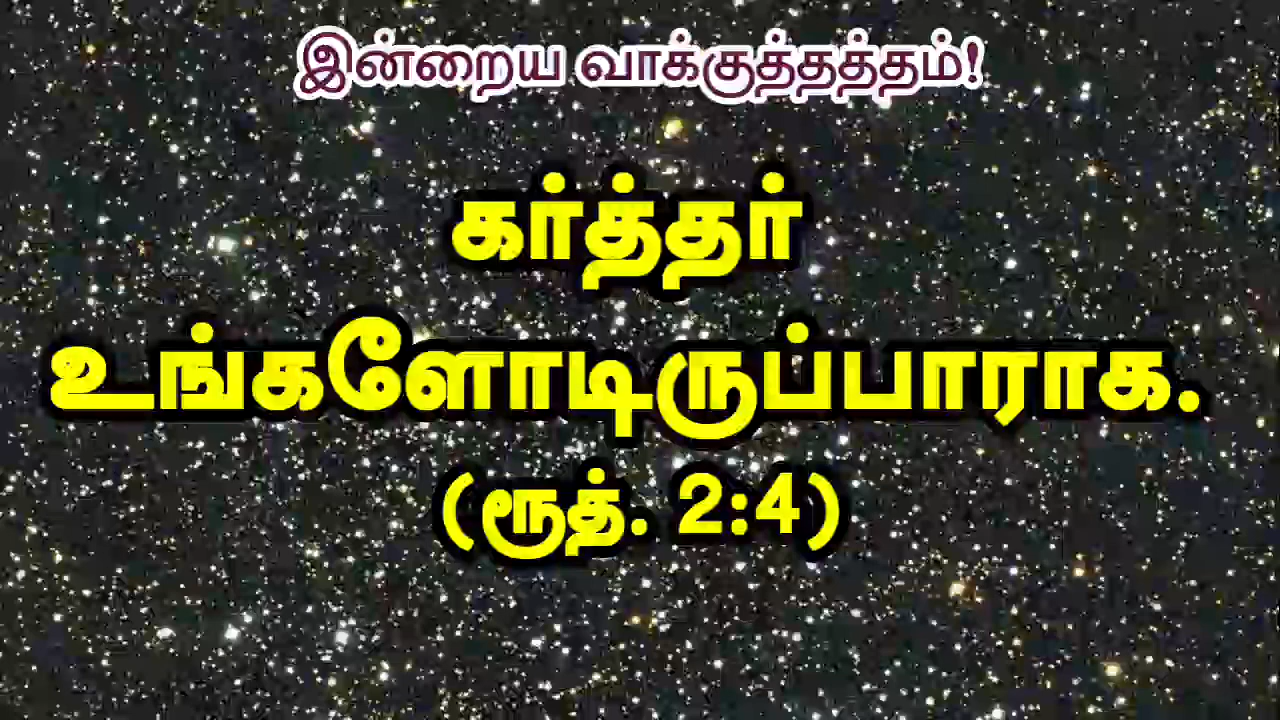 இன்றைய வாக்குத்தத்தம்!
கர்த்தர்
உங்களோடிருப்பாராக.
(ரூத். 2:4)